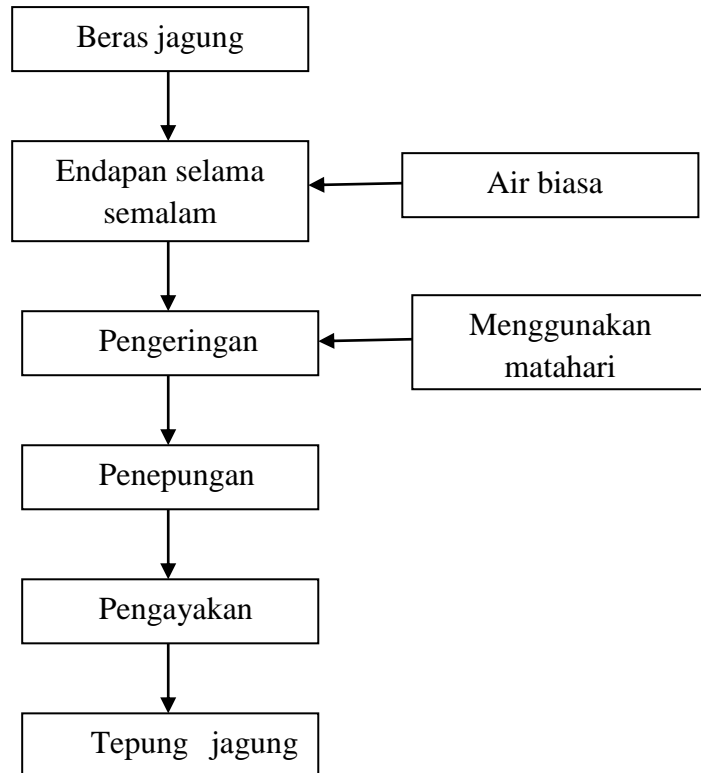 Beras jagung
Endapan selama
semalam
Air biasa
Pengeringan
Menggunakan
matahari
Penepungan
Pengayakan
Tepung jagung